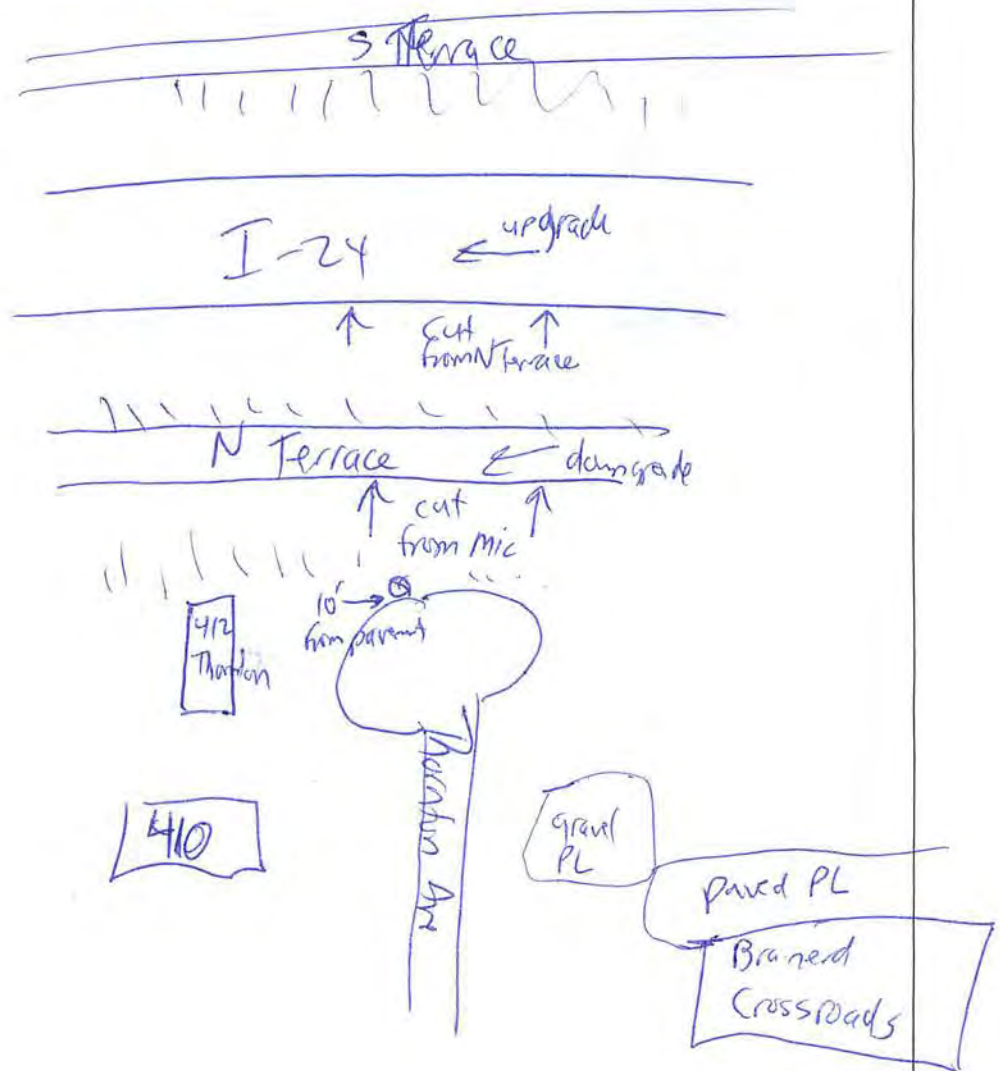 S Terrace
I-24
upgrade
cut
from N Terrace
N Terrace
downgrade
cut
from mic
10'
from pavemnt
412
Thornton
Thornton Ave
410
gravel
PL
paved PL
Brainerd
Crossroads